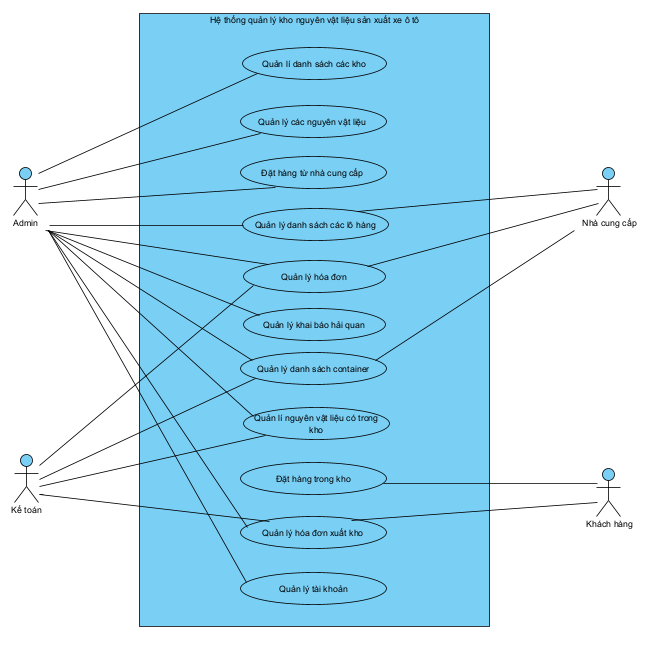 Hệ thống quản lý kho nguyên vật liệu sản xuất xe ô tô
Quản lí danh sách các kho
Quản lý các nguyên vật liệu
Đặt hàng từ nhà cung cấp
Admin
Quản lý danh sách các lô hàng
Nhà cung cấp
Quản lý hóa đơn
Quản lý khai báo hải quan
Quản lý danh sách container
Quản lí nguyên vật liệu có trong
kho
Đặt hàng trong kho
Kế toán
Khách hàng
Quản lý hóa đơn xuất kho
Quản lý tài khoản